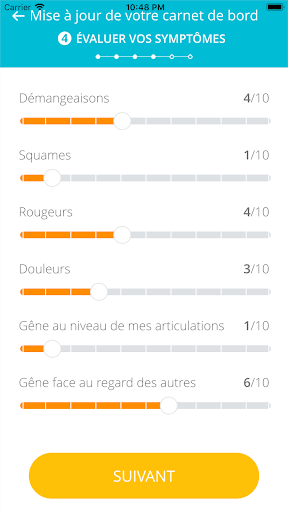 Carrier 10:48 PM
Mise à jour de votre carnet de bord
4 ÉVALUER VOS SYMPTÔMES
Démangeaisons 4/10
Squames 1/10
Rougeurs 4/10
Douleurs 3/10
Gêne au niveau de mes articulations 1/10
Gêne face au regard des autres 6/10
SUIVANT